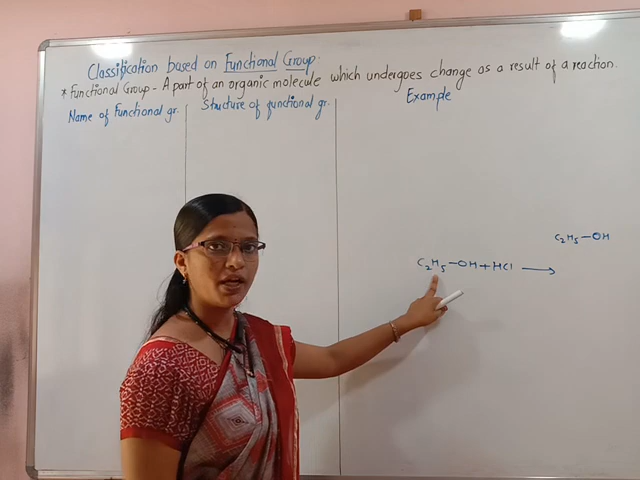 Classification based on Functional Group.
* Functional Group - A part of an organic molecule which undergoes change as a result of a reaction.
Name of Functional gr. Structure of functional gr. Example
C₂H₅-OH
C₂H₅-OH+HCl →